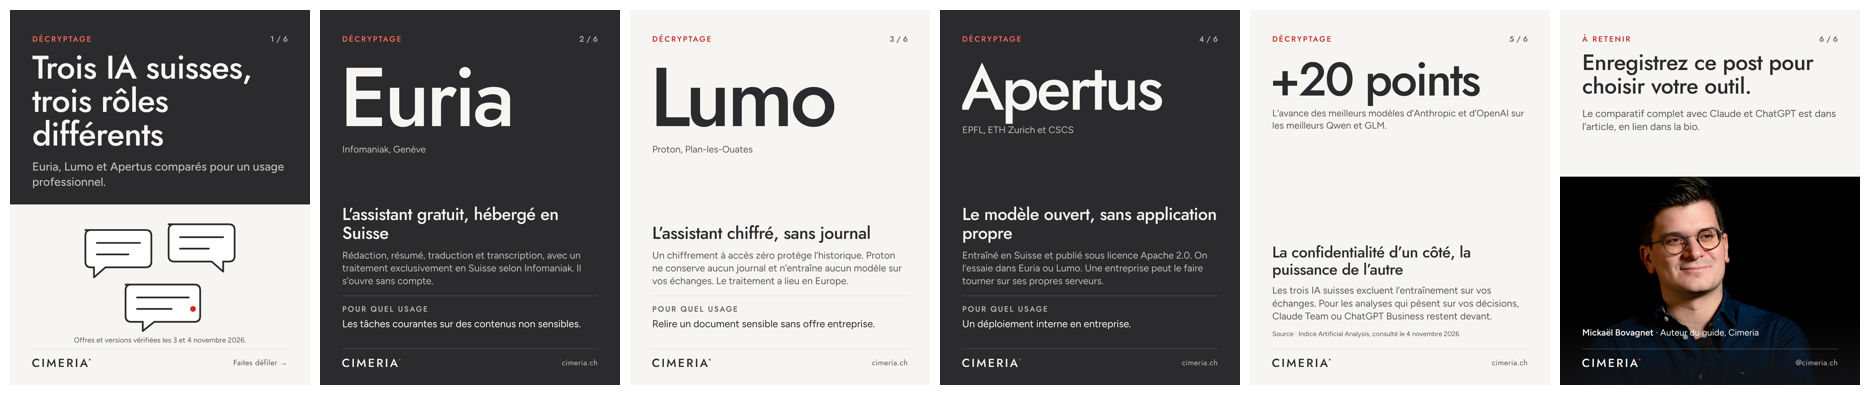 DÉCRYPTAGE
1 / 6
Trois IA suisses,
trois rôles
différents
Euria, Lumo et Apertus comparés pour un usage
professionnel.
Offres et versions vérifiées les 3 et 4 novembre 2026.
CIMERIA
Faites défiler →
DÉCRYPTAGE
2 / 6
Euria
Infomaniak, Genève
L'assistant gratuit, hébergé en
Suisse
Rédaction, résumé, traduction et transcription, avec un
traitement exclusivement en Suisse selon Infomaniak. Il
s'ouvre sans compte.
POUR QUEL USAGE
Les tâches courantes sur des contenus non sensibles.
CIMERIA
cimeria.ch
DÉCRYPTAGE
3 / 6
Lumo
Proton, Plan-les-Ouates
L'assistant chiffré, sans journal
Un chiffrement à accès zéro protège l'historique. Proton
ne conserve aucun journal et n'entraîne aucun modèle sur
vos échanges. Le traitement a lieu en Europe.
POUR QUEL USAGE
Relire un document sensible sans offre entreprise.
CIMERIA
cimeria.ch
DÉCRYPTAGE
4 / 6
Apertus
EPFL, ETH Zurich et CSCS
Le modèle ouvert, sans application
propre
Entraîné en Suisse et publié sous licence Apache 2.0. On
l'essaie dans Euria ou Lumo. Une entreprise peut le faire
tourner sur ses propres serveurs.
POUR QUEL USAGE
Un déploiement interne en entreprise.
CIMERIA
cimeria.ch
DÉCRYPTAGE
5 / 6
+20 points
L'avance des meilleurs modèles d'Anthropic et d'OpenAI sur
les meilleurs Qwen et GLM.
La confidentialité d'un côté, la
puissance de l'autre
Les trois IA suisses excluent l'entraînement sur vos
échanges. Pour les analyses qui pèsent sur vos décisions,
Claude Team ou ChatGPT Business restent devant.
Source · Indice Artificial Analysis, consulté le 4 novembre 2026
CIMERIA
cimeria.ch
À RETENIR
6 / 6
Enregistrez ce post pour
choisir votre outil.
Le comparatif complet avec Claude et ChatGPT est dans
l'article, en lien dans la bio.
Mickaël Bovagnet · Auteur du guide, Cimeria
CIMERIA
@cimeria.ch